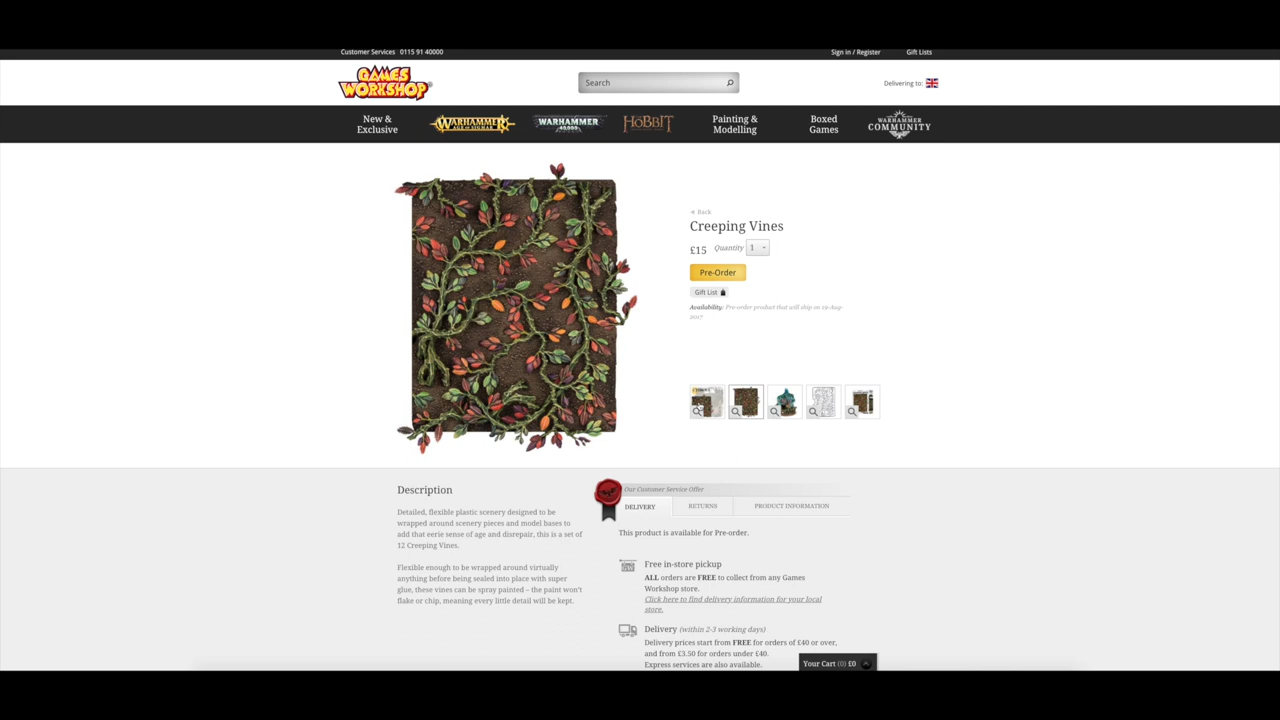 Customer Services 0115 91 40000
Sign in / Register
Gift Lists
GAMES WORKSHOP
Search
Delivering to:
New & Exclusive
WARHAMMER AGE OF SIGMAR
WARHAMMER 40,000
THE HOBBIT
Painting & Modelling
Boxed Games
WARHAMMER COMMUNITY
Back
Creeping Vines
£15 Quantity 1
Pre-Order
Gift List
Availability: Pre-order product that will ship on 19-Aug-
2017
Description
Detailed, flexible plastic scenery designed to be
wrapped around scenery pieces and model bases to
add that eerie sense of age and disrepair, this is a set of
12 Creeping Vines.
Flexible enough to be wrapped around virtually
anything before being sealed into place with super
glue, these vines can be spray painted – the paint won't
flake or chip, meaning every little detail will be kept.
Our Customer Service Offer
DELIVERY
RETURNS
PRODUCT INFORMATION
This product is available for Pre-order.
Free in-store pickup
ALL orders are FREE to collect from any Games
Workshop store.
Click here to find delivery information for your local
store.
Delivery (within 2-3 working days)
Delivery prices start from FREE for orders of £40 or over,
and from £3.50 for orders under £40.
Express services are also available.
Your Cart (0) £0